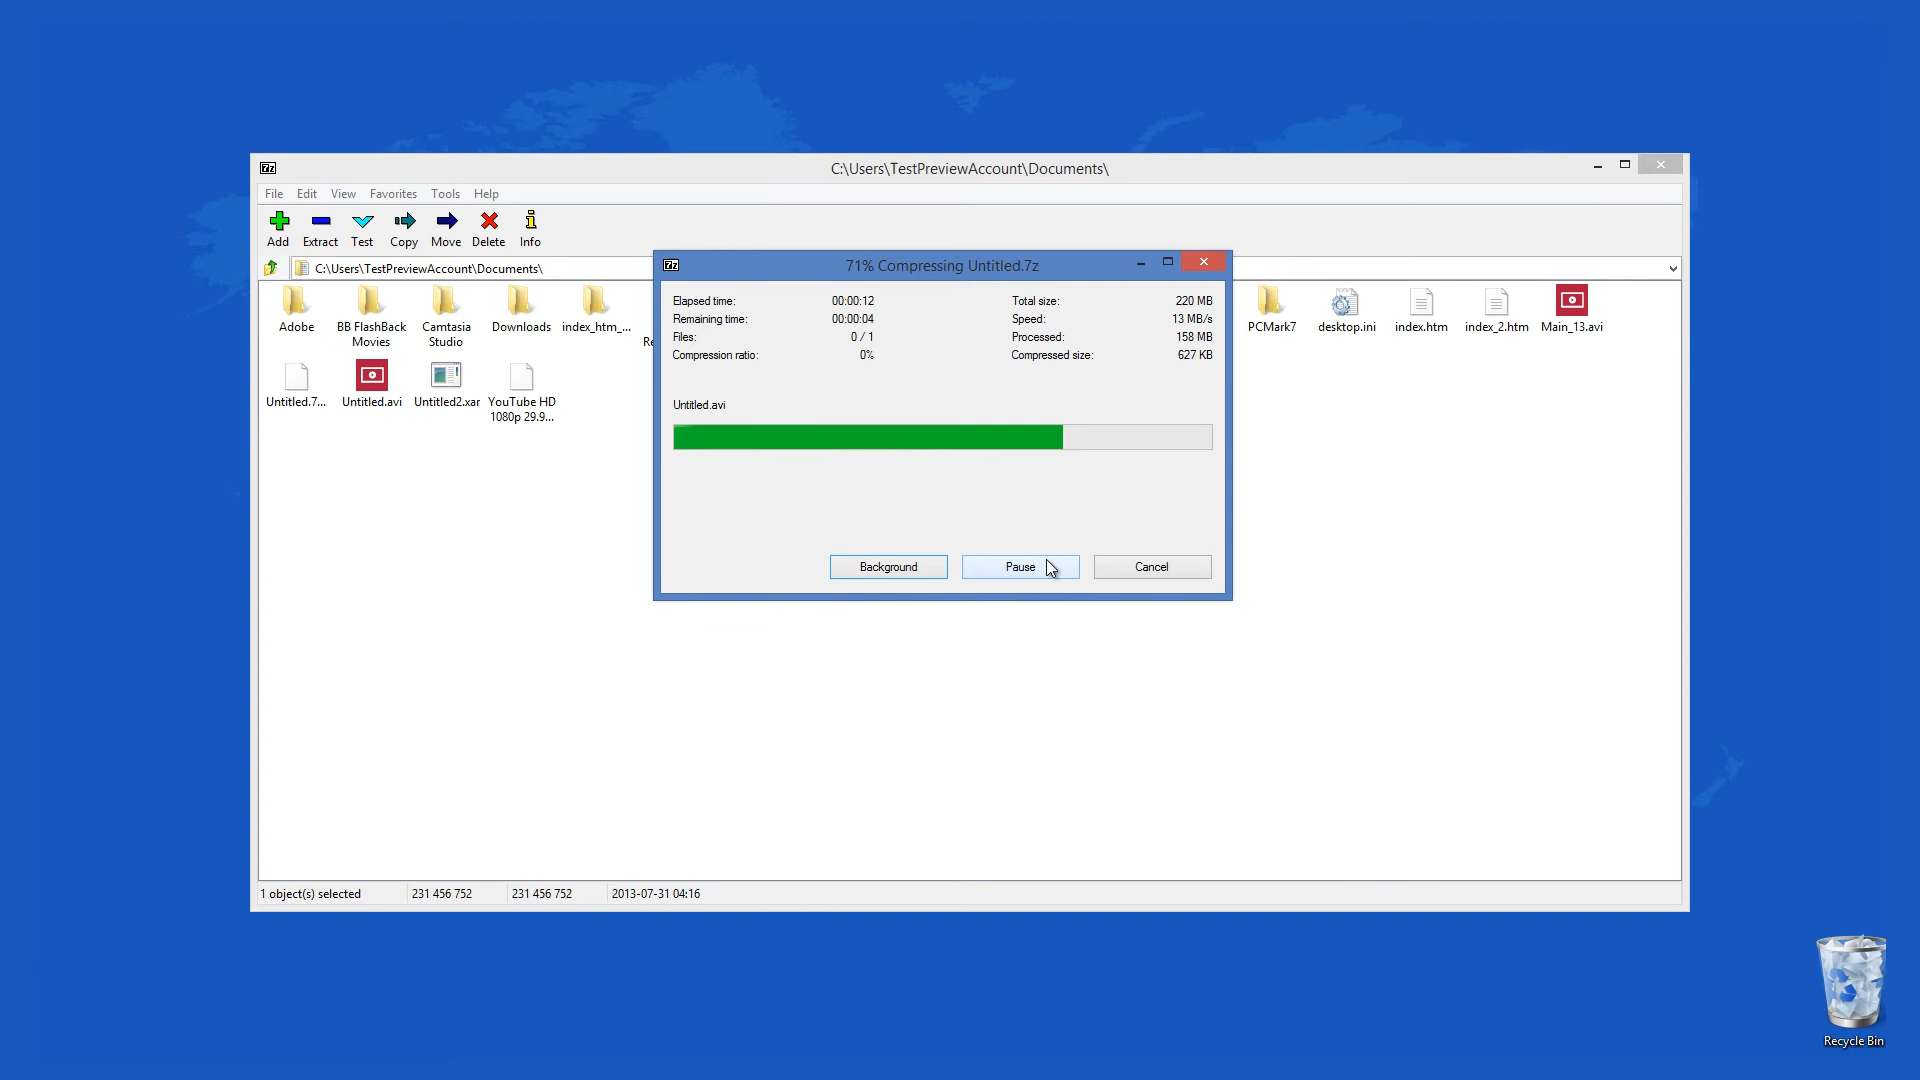 7z
C:\Users\TestPreviewAccount\Documents\
File Edit View Favorites Tools Help
Add Extract Test Copy Move Delete Info
C:\Users\TestPreviewAccount\Documents\
7z
71% Compressing Untitled.7z
Elapsed time: 00:00:12 Total size: 220 MB
Remaining time: 00:00:04 Speed: 13 MB/s
Files: 0 / 1 Processed: 158 MB
Compression ratio: 0% Compressed size: 627 KB
Untitled.avi
Background Pause Cancel
Adobe
BB FlashBack
Movies
Camtasia
Studio
Downloads
index_htm_...
Re
PCMark7
desktop.ini
index.htm
index_2.htm
Main_13.avi
Untitled.7...
Untitled.avi
Untitled2.xar
YouTube HD
1080p 29.9...
1 object(s) selected 231 456 752 231 456 752 2013-07-31 04:16
Recycle Bin